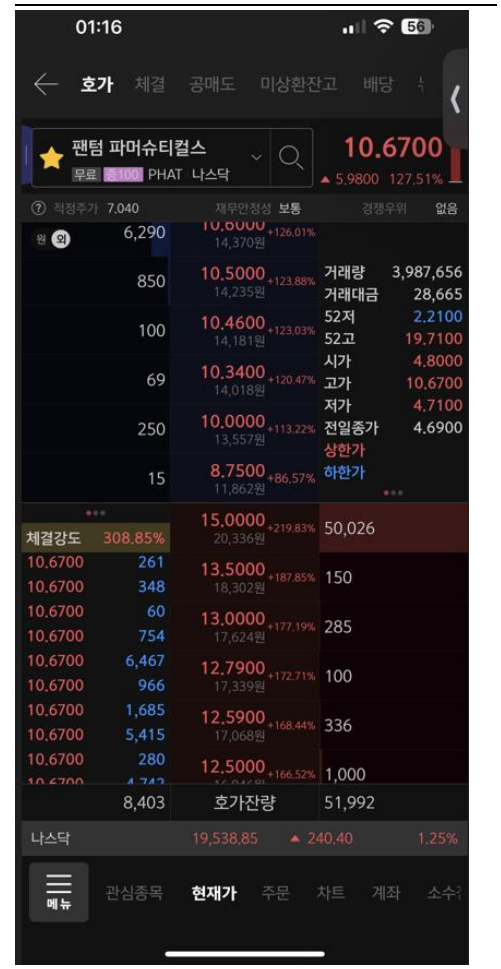 01:16
56
호가 체결 공매도 미상환잔고 배당
팬텀 파머슈티컬스
무료 증100 PHAT 나스닥
10.6700
▲ 5.9800 127.51%
? 적정주가 7.040 재무안정성 보통 경쟁우위 없음
원 외
6,290 10.6000 +126.01%
14,370원
850 10.5000 +123.88%
14,235원
100 10.4600 +123.03%
14,181원
69 10.3400 +120.47%
14,018원
250 10.0000 +113.22%
13,557원
15 8.7500 +86.57%
11,862원
거래량 3,987,656
거래대금 28,665
52저 2.2100
52고 19.7100
시가 4.8000
고가 10.6700
저가 4.7100
전일종가 4.6900
상한가
하한가
15.0000 +219.83% 50,026
20,336원
13.5000 +187.85% 150
18,302원
13.0000 +177.19% 285
17,624원
12.7900 +172.71% 100
17,339원
12.5900 +168.44% 336
17,068원
12.5000 +166.52% 1,000
체결강도 308.85%
10.6700 261
10.6700 348
10.6700 60
10.6700 754
10.6700 6,467
10.6700 966
10.6700 1,685
10.6700 5,415
10.6700 280
10.6700 4,742
8,403 호가잔량 51,992
나스닥 19,538.85 ▲ 240.40 1.25%
메뉴 관심종목 현재가 주문 차트 계좌 소수